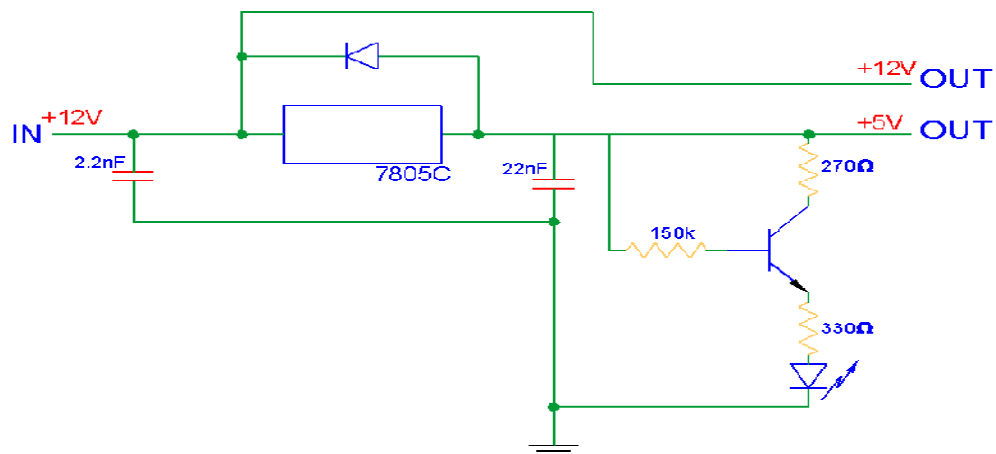 +12V
OUT
+12V
IN
+5V
OUT
2.2nF
7805C
22nF
270Ω
150k
330Ω